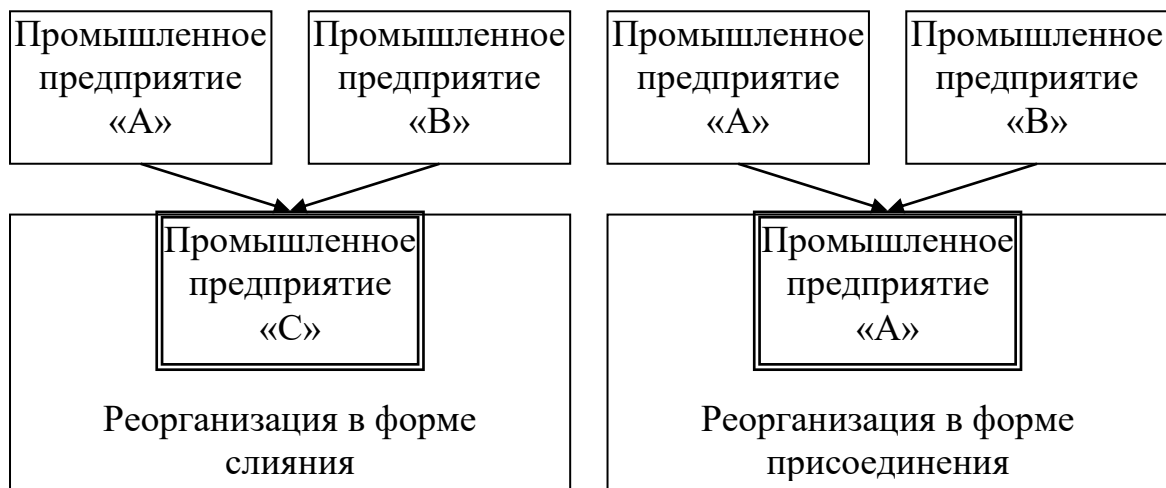 Промышленное
предприятие
«А»
Промышленное
предприятие
«В»
Промышленное
предприятие
«С»
Реорганизация в форме
слияния
Промышленное
предприятие
«А»
Промышленное
предприятие
«В»
Промышленное
предприятие
«А»
Реорганизация в форме
присоединения